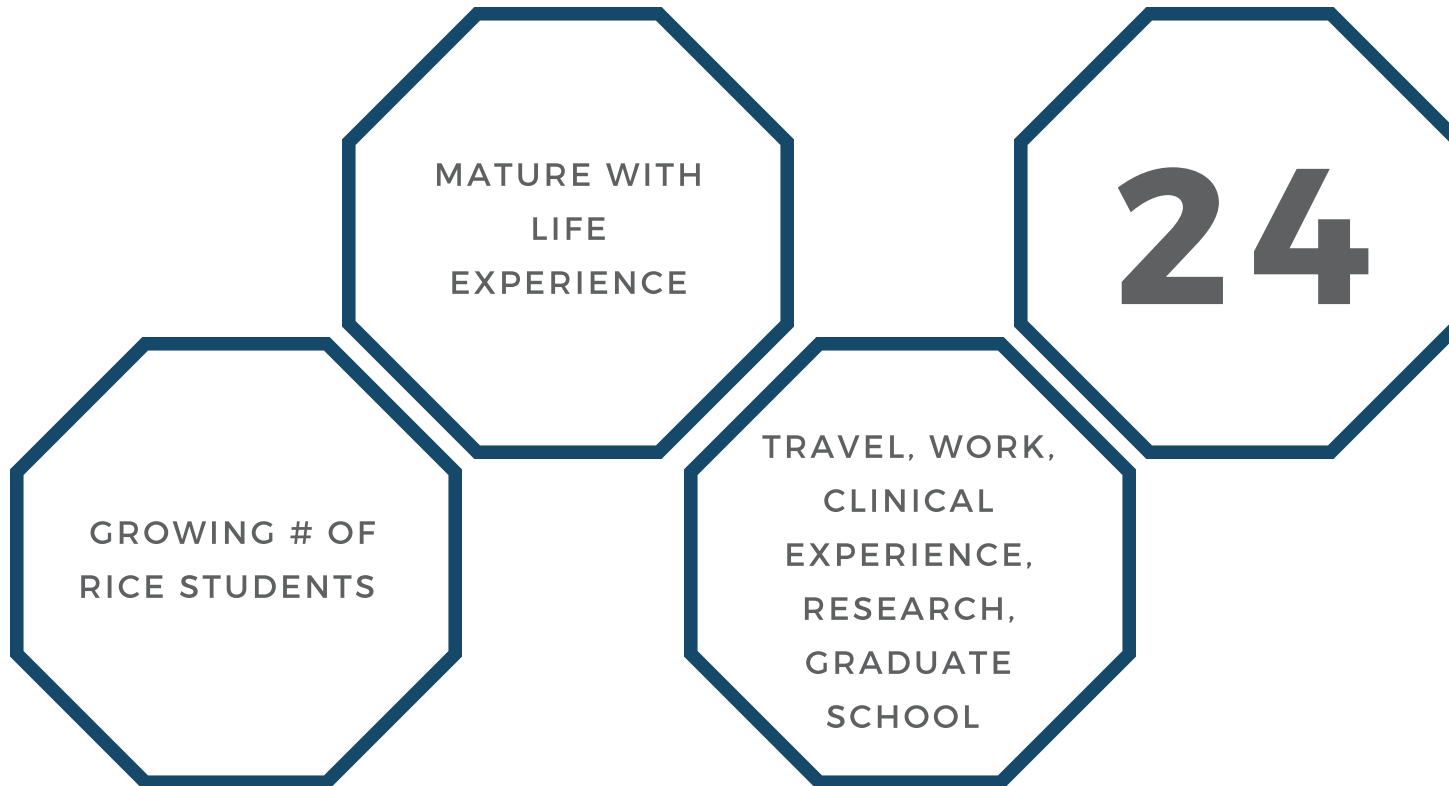 MATURE WITH
LIFE
EXPERIENCE
24
GROWING # OF
RICE STUDENTS
TRAVEL, WORK,
CLINICAL
EXPERIENCE,
RESEARCH,
GRADUATE
SCHOOL